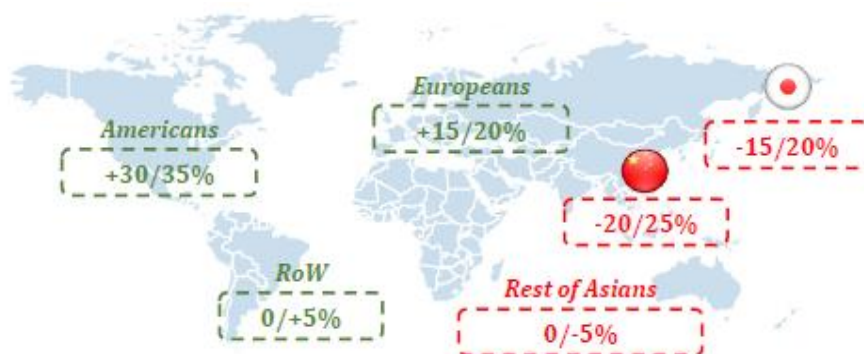 Europeans
+15/20%
Americans
+30/35%
-15/20%
-20/25%
RoW
0/+5%
Rest of Asians
0/-5%